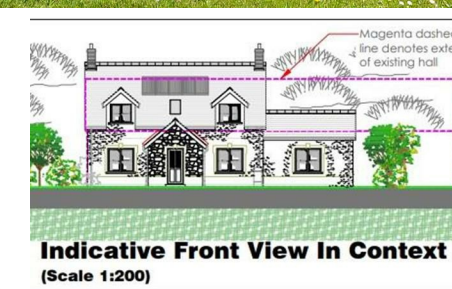 Magenta dashed
line denotes exte
of existing hall
Indicative Front View In Context
(Scale 1:200)